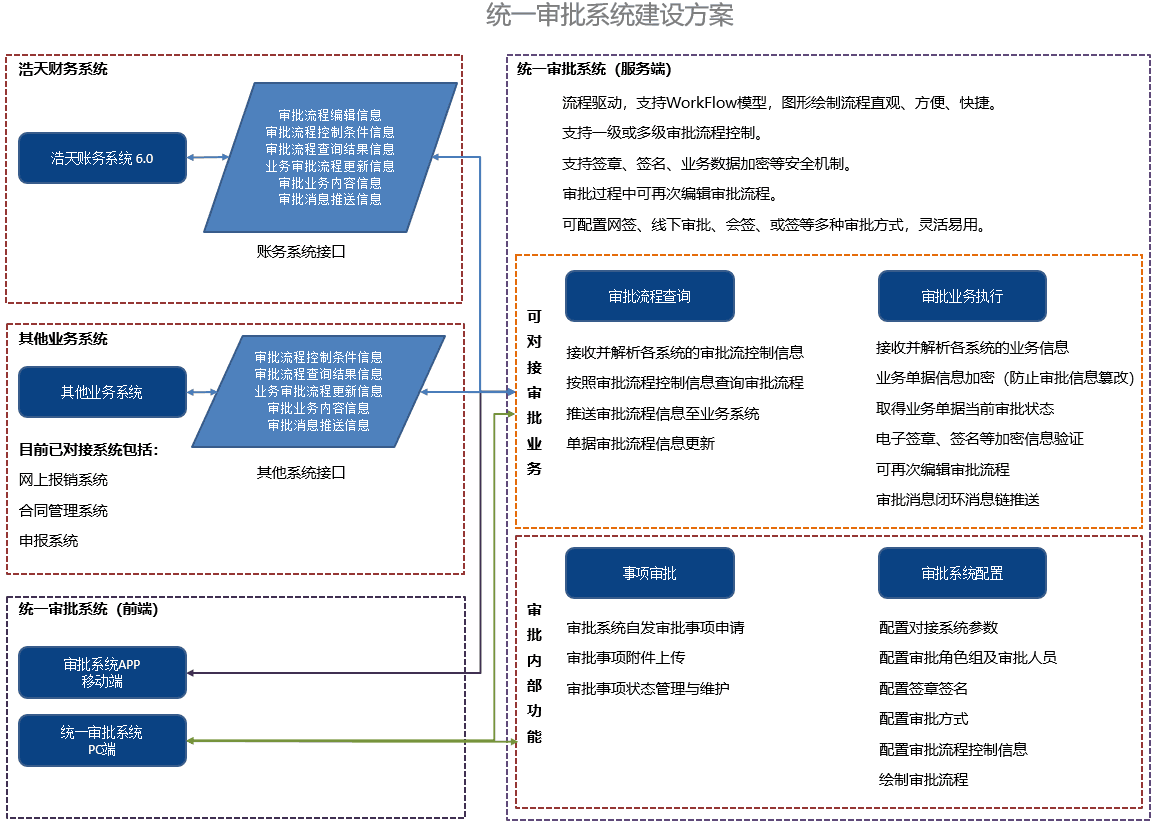 统一审批系统建设方案
浩天财务系统
浩天账务系统 6.0
审批流程编辑信息
审批流程控制条件信息
审批流程查询结果信息
业务审批流程更新信息
审批业务内容信息
审批消息推送信息
账务系统接口
其他业务系统
其他业务系统
审批流程控制条件信息
审批流程查询结果信息
业务审批流程更新信息
审批业务内容信息
审批消息推送信息
其他系统接口
目前已对接系统包括：
网上报销系统
合同管理系统
申报系统
统一审批系统（前端）
审批系统APP
移动端
统一审批系统
PC端
统一审批系统（服务端）
流程驱动，支持WorkFlow模型，图形绘制流程直观、方便、快捷。
支持一级或多级审批流程控制。
支持签章、签名、业务数据加密等安全机制。
审批过程中可再次编辑审批流程。
可配置网签、线下审批、会签、或签等多种审批方式，灵活易用。
可对接审批业务
审批流程查询
接收并解析各系统的审批流控制信息
按照审批流程控制信息查询审批流程
推送审批流程信息至业务系统
单据审批流程信息更新
审批业务执行
接收并解析各系统的业务信息
业务单据信息加密（防止审批信息篡改）
取得业务单据当前审批状态
电子签章、签名等加密信息验证
可再次编辑审批流程
审批消息闭环消息链推送
审批内部功能
事项审批
审批系统自发审批事项申请
审批事项附件上传
审批事项状态管理与维护
审批系统配置
配置对接系统参数
配置审批角色组及审批人员
配置签章签名
配置审批方式
配置审批流程控制信息
绘制审批流程